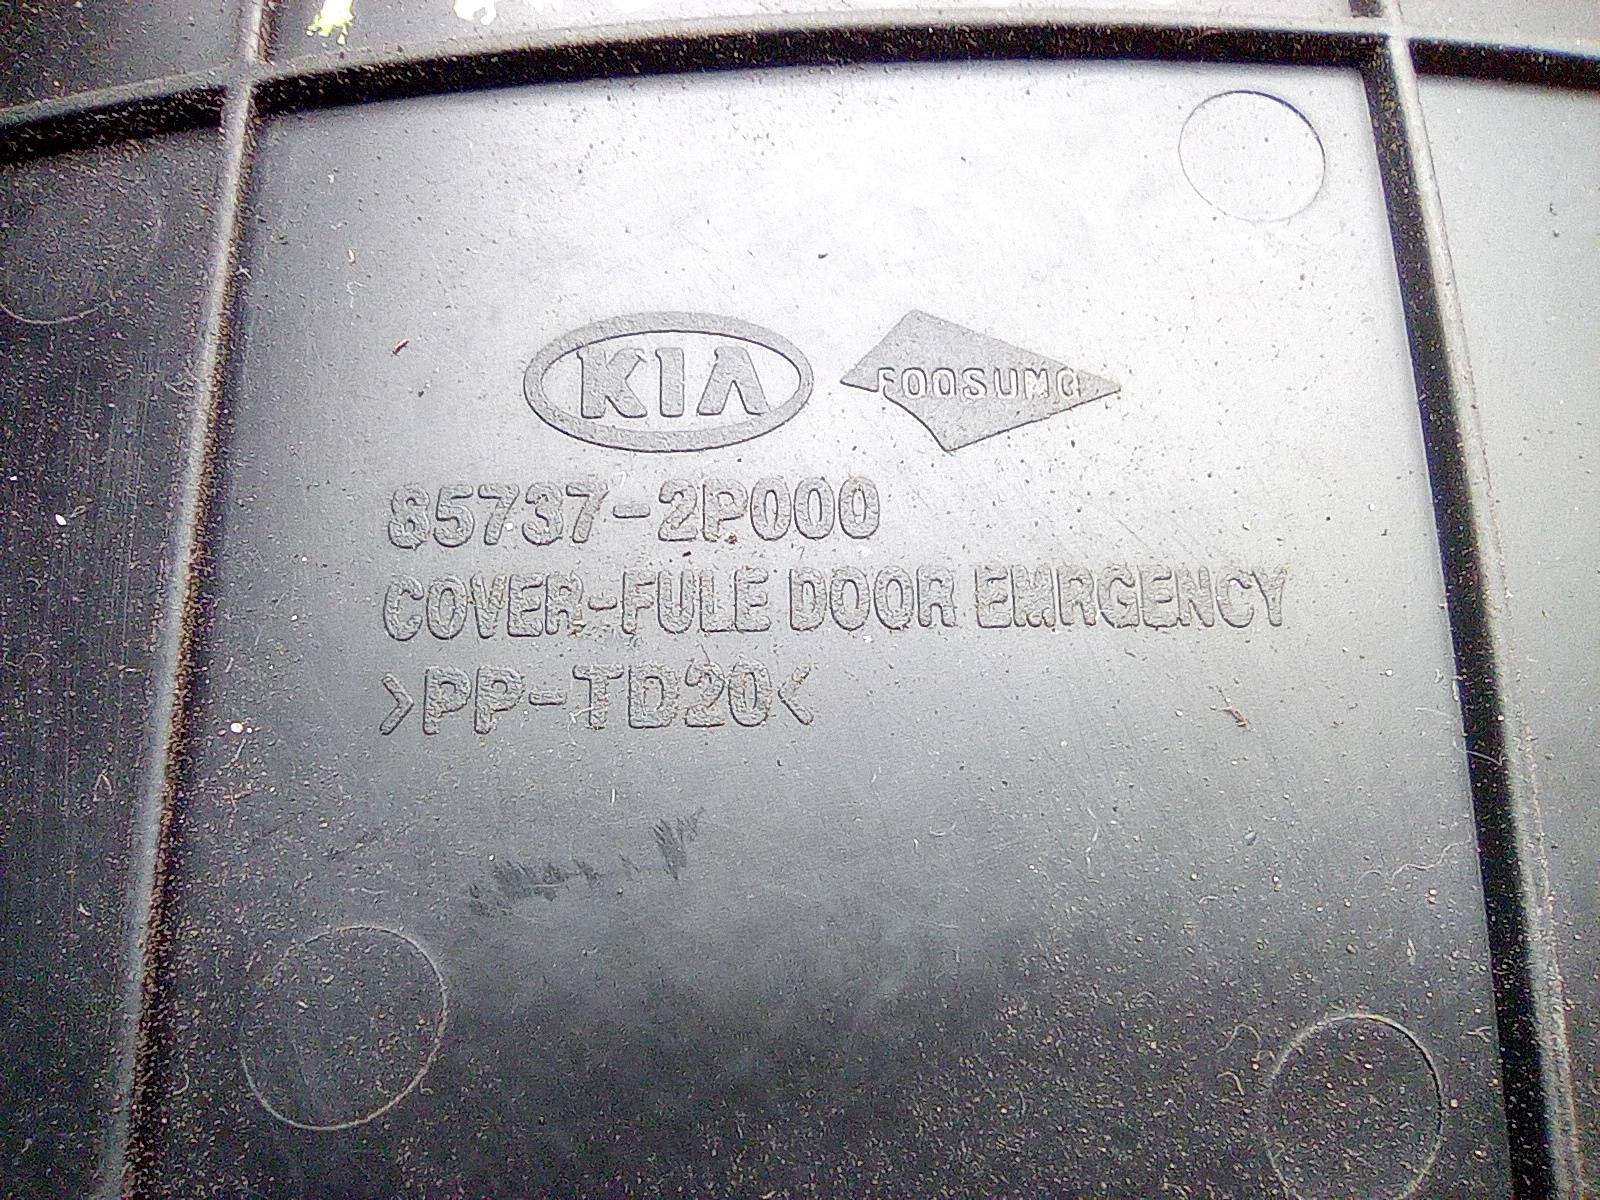 KIA FOOSUNG
85737-2P000
COVER-FULE DOOR EMRGENCY
>PP-TD20<